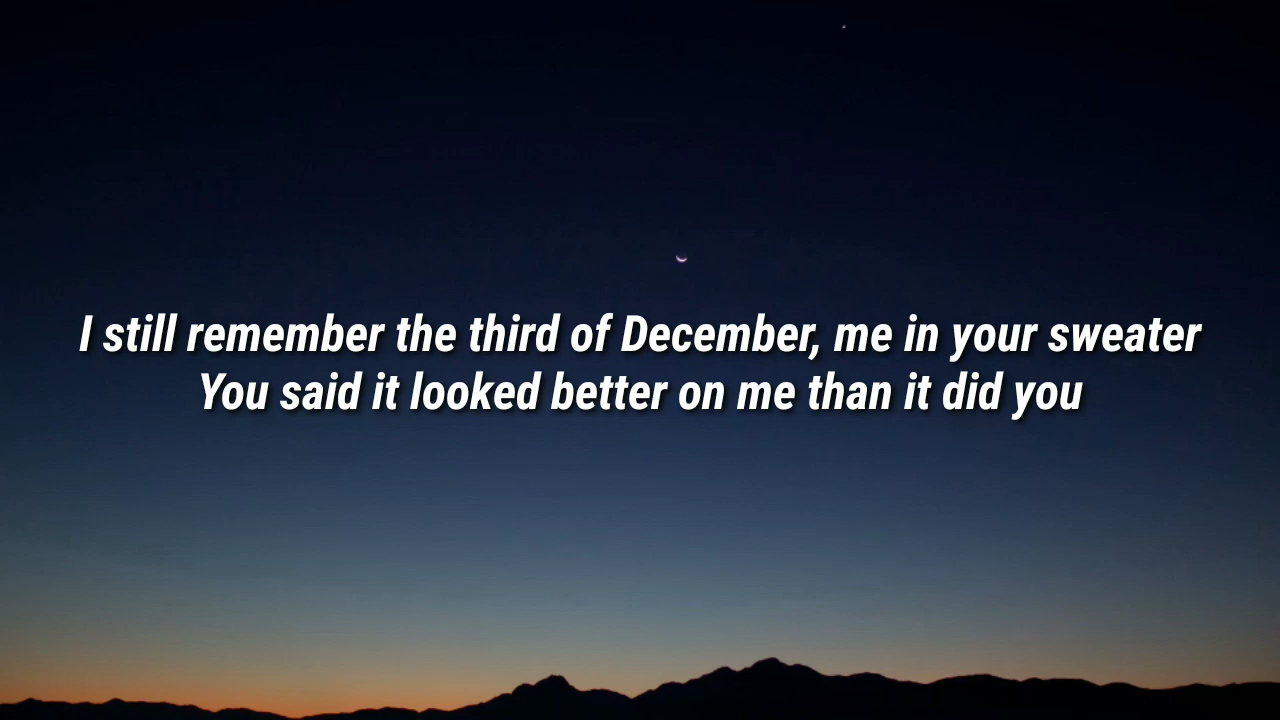 I still remember the third of December, me in your sweater
You said it looked better on me than it did you